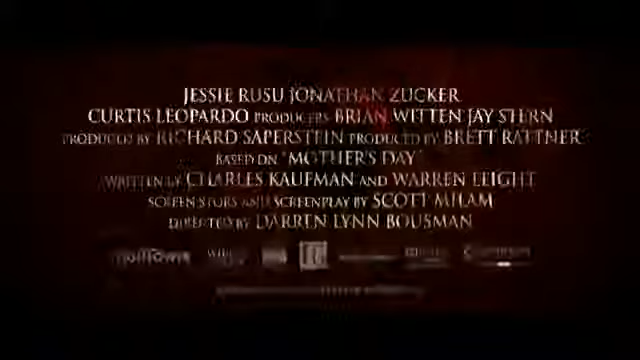 JESSIE RUSU JONATHAN ZUCKER
CURTIS LEOPARDO PRODUCERS BRIAN WITTEN JAY STERN
PRODUCED BY RICHARD SAPERSTEIN PRODUCED BY BRETT RATTNER
BASED ON "MOTHER'S DAY"
WRITTEN BY CHARLES KAUFMAN AND WARREN LEIGHT
SCREEN STORY AND SCREENPLAY BY SCOTT MILAM
DIRECTED BY DARREN LYNN BOUSMAN